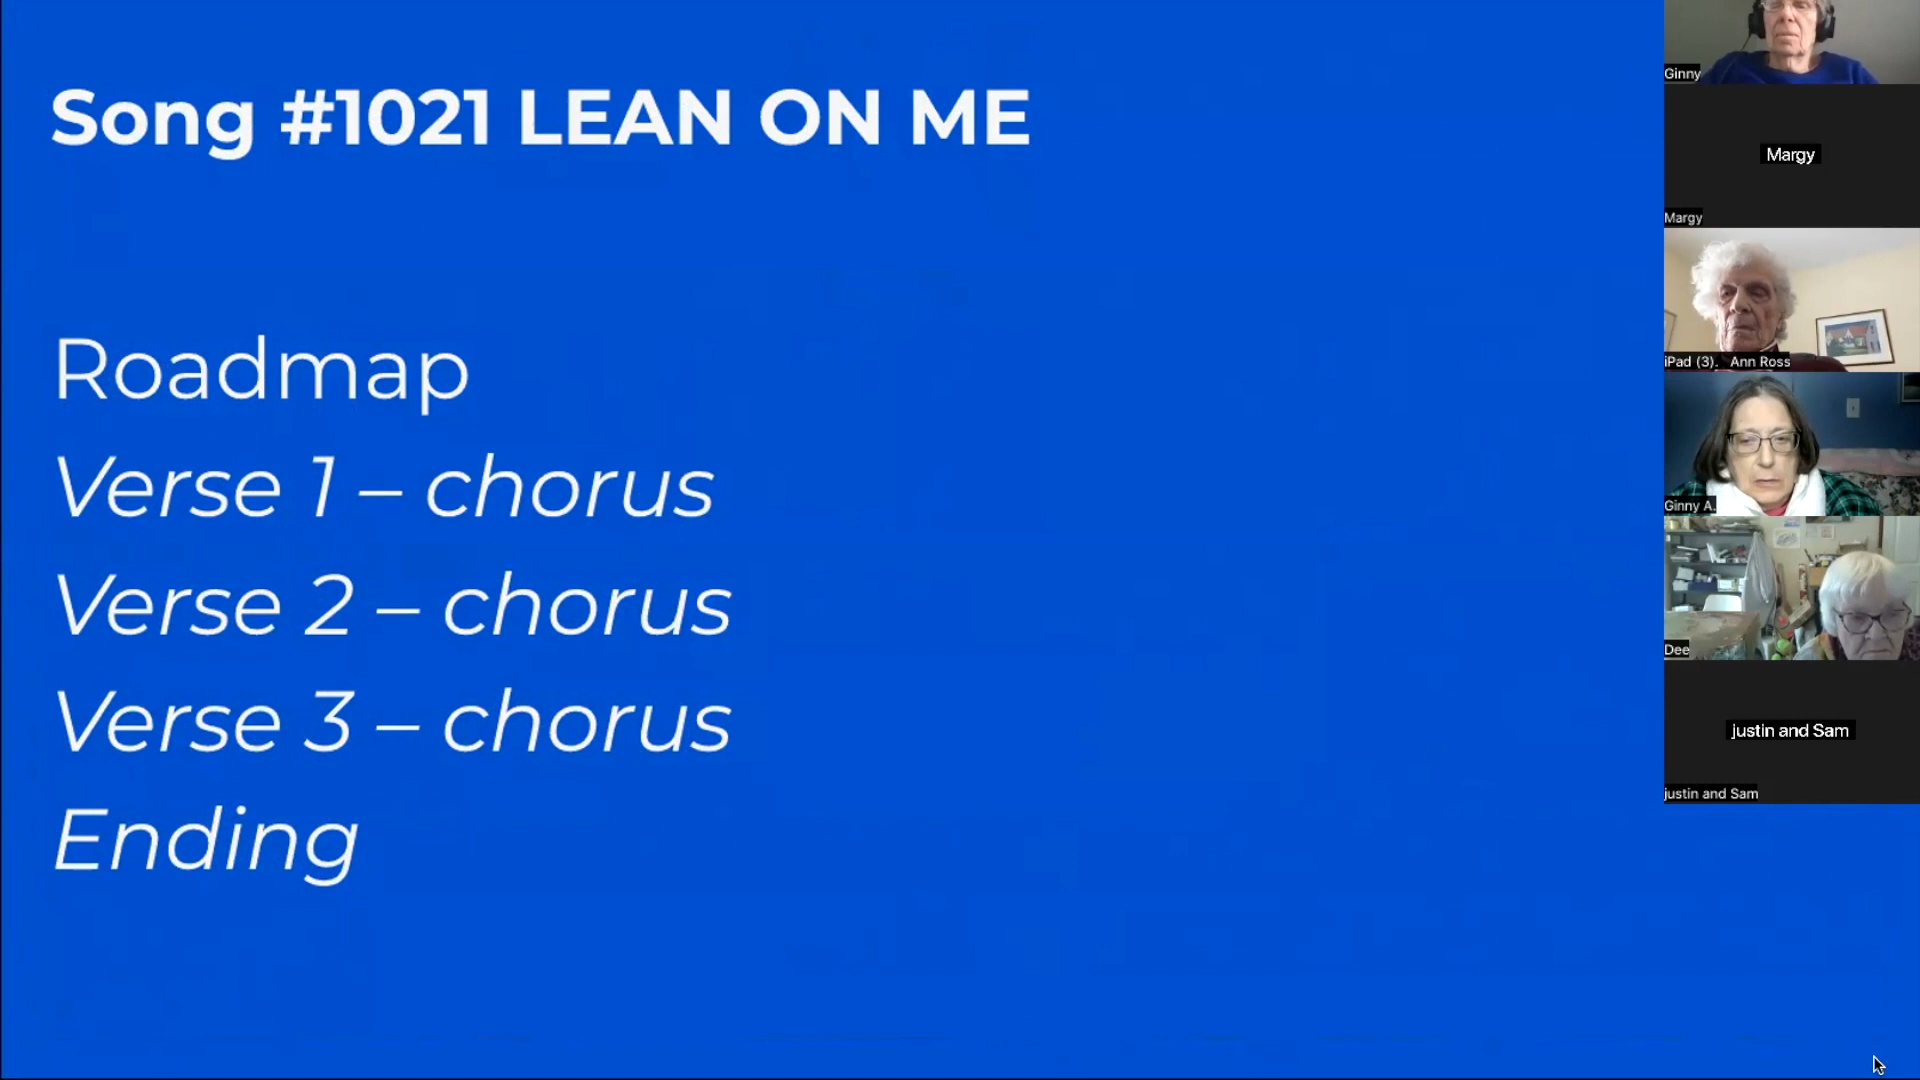 Song #1021 LEAN ON ME
Roadmap
Verse 1 – chorus
Verse 2 – chorus
Verse 3 – chorus
Ending
Ginny
Margy
Margy
iPad (3). Ann Ross
Ginny A.
Dee
justin and Sam
justin and Sam